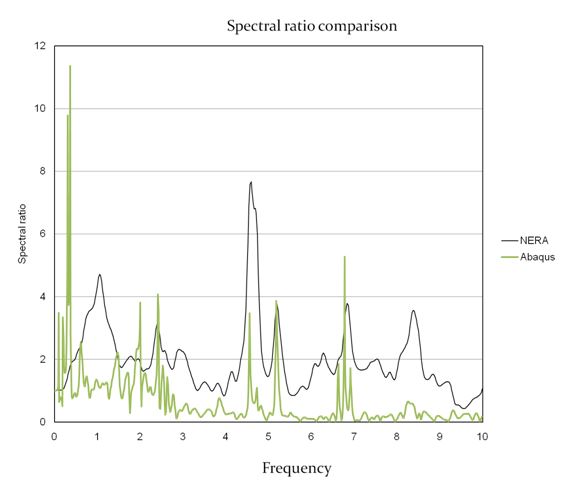 Spectral ratio comparison
12
10
8
6
4
2
0
Spectral ratio
0 1 2 3 4 5 6 7 8 9 10
Frequency
NERA
Abaqus